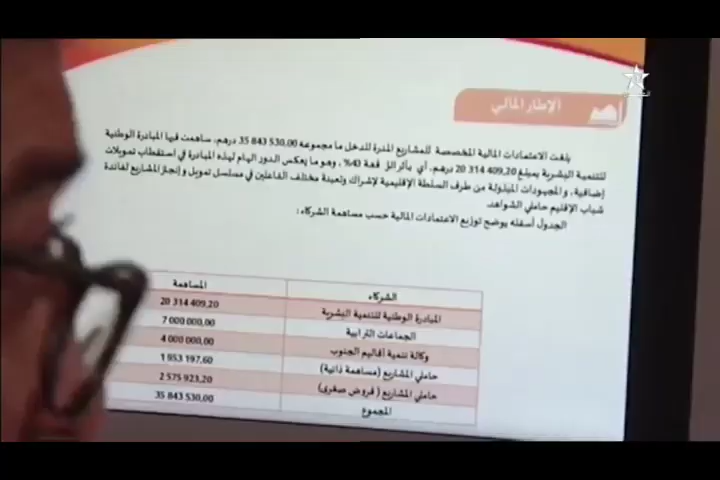 الإطار المالي
بلغت الاعتمادات المالية المخصصة للمشاريع المدرة للدخل ما مجموعه 35 843 530,00 درهم، ساهمت فيها المبادرة الوطنية
للتنمية البشرية بمبلغ 20 314 409,20 درهم، أي بأثر الرافعة 43%، وهو ما يعكس الدور الهام لهذه المبادرة في استقطاب تمويلات
إضافية، والمجهودات المبذولة من طرف السلطة الإقليمية لإشراك وتعبئة مختلف الفاعلين في مسلسل تمويل وإنجاز المشاريع لفائدة
شباب الإقليم حاملي الشواهد.
الجدول أسفله يوضح توزيع الاعتمادات المالية حسب مساهمة الشركاء:
الشركاء المساهمة
المبادرة الوطنية للتنمية البشرية 20 314 409,20
الجماعات الترابية 7 000 000,00
وكالة تنمية أقاليم الجنوب 4 000 000,00
حاملي المشاريع (مساهمة ذاتية) 1 953 197,60
حاملي المشاريع (قروض صغرى) 2 575 923,20
المجموع 35 843 530,00